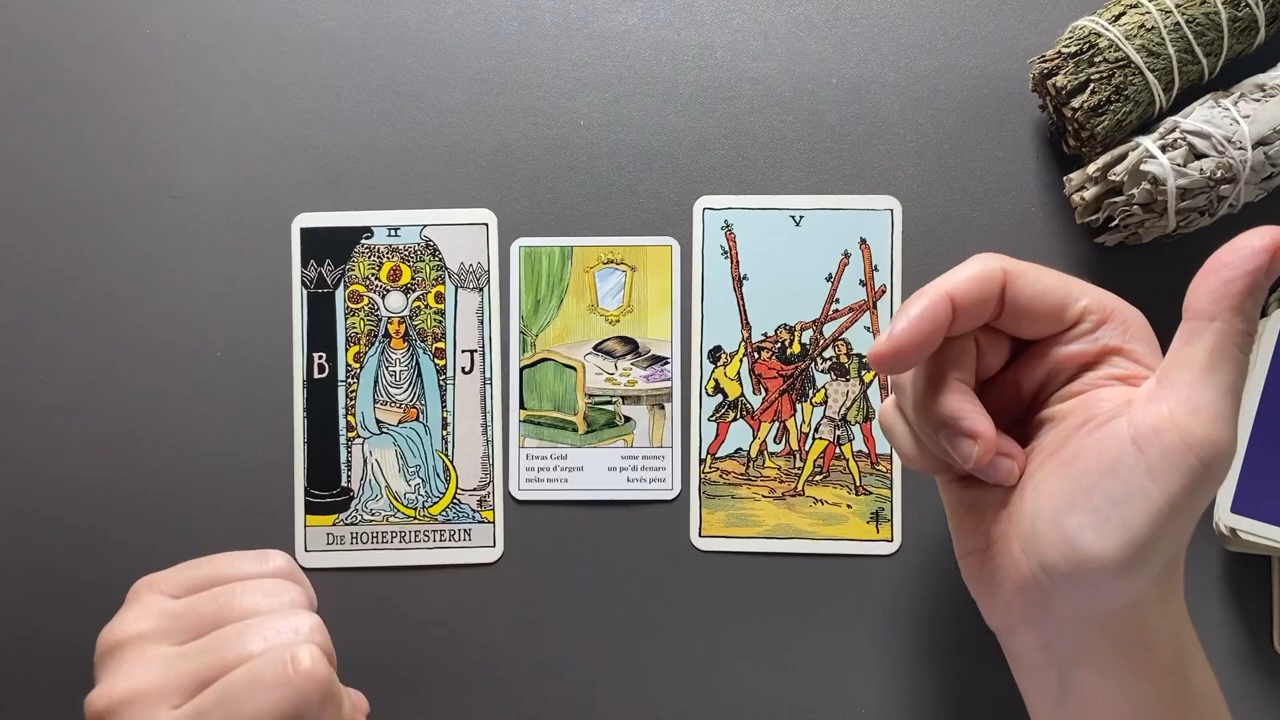 II
B
J
DIE HOHEPRIESTERIN
Etwas Geld
un peu d'argent
nešto novca
some money
un po'di denaro
kevés pénz
V